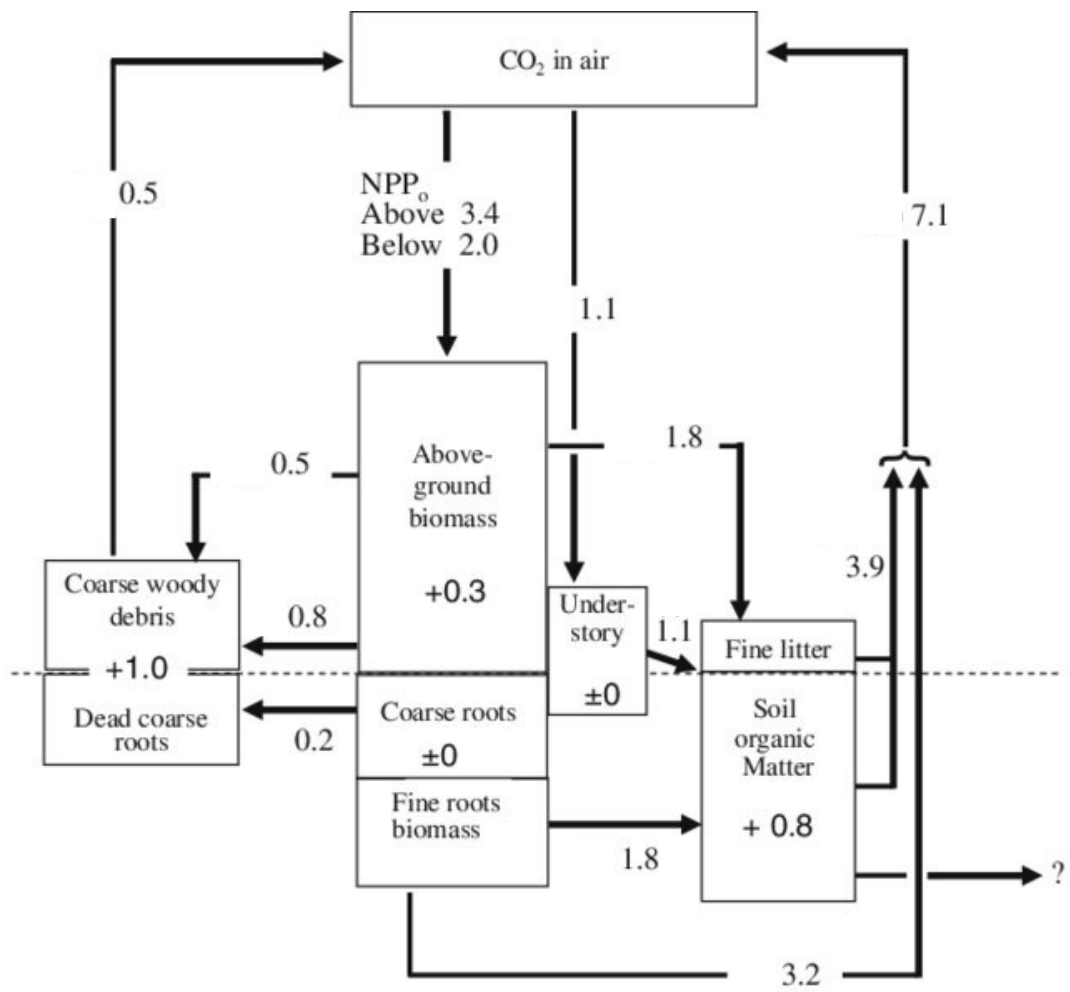 CO₂ in air
0.5
NPPₒ
Above 3.4
Below 2.0
7.1
1.1
1.8
0.5
Above-
ground
biomass
+0.3
3.9
Coarse woody
debris
+1.0
0.8
Under-
story
±0
1.1
Fine litter
Dead coarse
roots
0.2
Coarse roots
±0
Soil
organic
Matter
+ 0.8
Fine roots
biomass
1.8
?
3.2